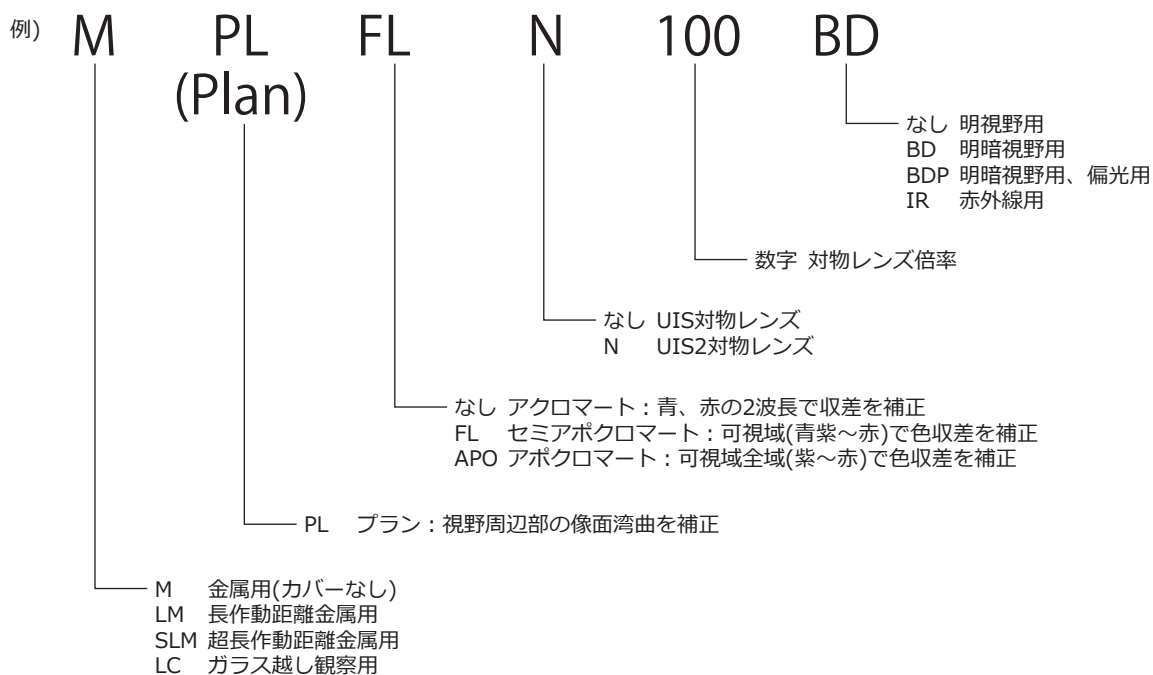 例) M PL FL N 100 BD
(Plan)
なし 明視野用
BD 明暗視野用
BDP 明暗視野用、偏光用
IR 赤外線用
数字 対物レンズ倍率
なし UIS対物レンズ
N UIS2対物レンズ
なし アクロマート：青、赤の2波長で収差を補正
FL セミアポクロマート：可視域(青紫～赤)で色収差を補正
APO アポクロマート：可視域全域(紫～赤)で色収差を補正
PL プラン：視野周辺部の像面湾曲を補正
M 金属用(カバーなし)
LM 長作動距離金属用
SLM 超長作動距離金属用
LC ガラス越し観察用